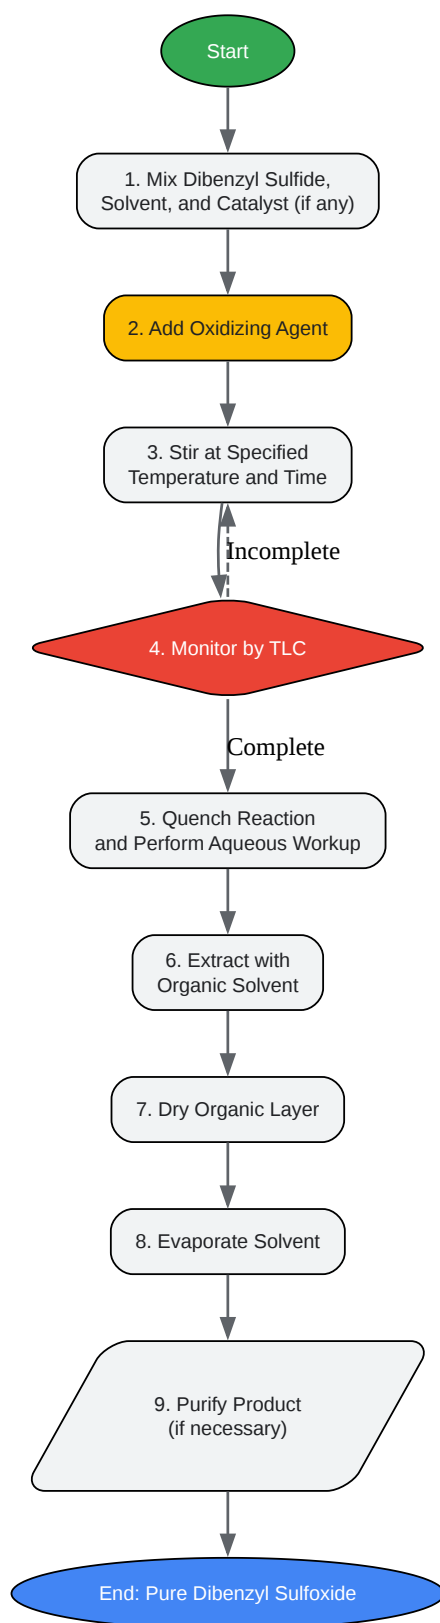 Start
1. Mix Dibenzyl Sulfide,
Solvent, and Catalyst (if any)
2. Add Oxidizing Agent
3. Stir at Specified
Temperature and Time
Incomplete
4. Monitor by TLC
Complete
5. Quench Reaction
and Perform Aqueous Workup
6. Extract with
Organic Solvent
7. Dry Organic Layer
8. Evaporate Solvent
9. Purify Product
(if necessary)
End: Pure Dibenzyl Sulfoxide